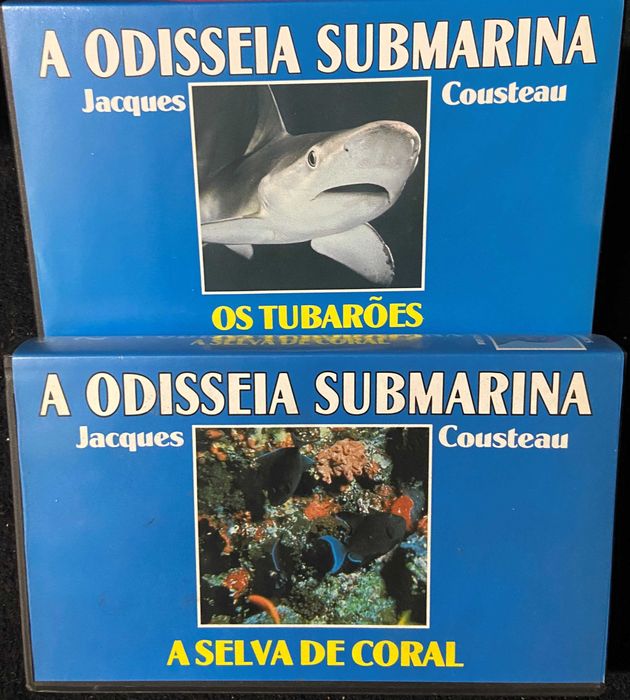 A ODISSEIA SUBMARINA
Jacques Cousteau
OS TUBARÕES
A SELVA DE CORAL
A ODISSEIA SUBMARINA
Jacques Cousteau
A SELVA DE CORAL